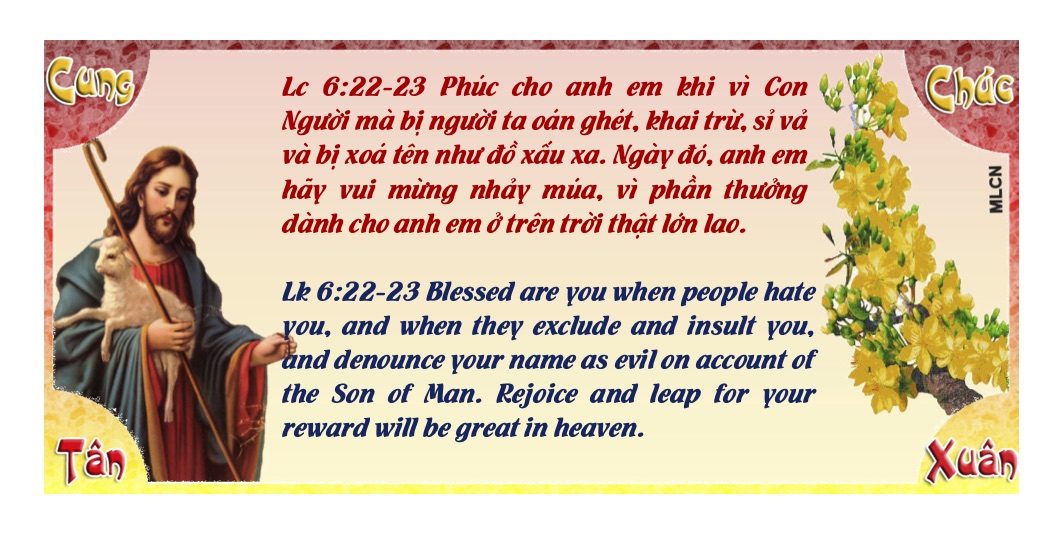 Cung
Chúc
Lc 6:22-23 Phúc cho anh em khi vì Con
Người mà bị người ta oán ghét, khai trừ, sỉ vả
và bị xoá tên như đồ xấu xa. Ngày đó, anh em
hãy vui mừng nhảy múa, vì phần thưởng
dành cho anh em ở trên trời thật lớn lao.
Lk 6:22-23 Blessed are you when people hate
you, and when they exclude and insult you,
and denounce your name as evil on account of
the Son of Man. Rejoice and leap for your
reward will be great in heaven.
MLCN
Tân
Xuân